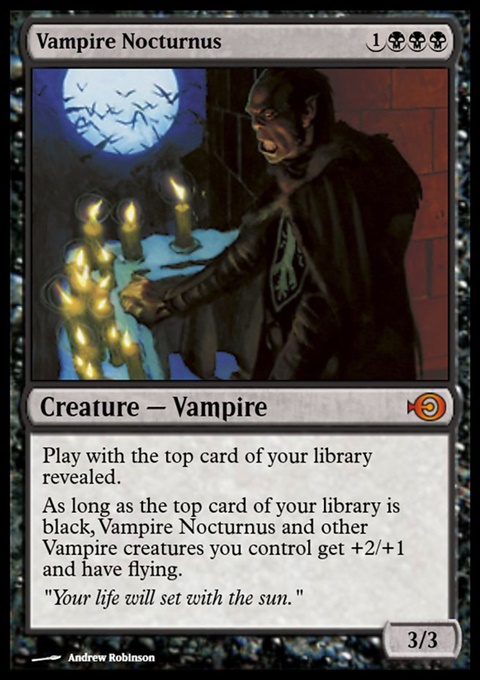 Vampire Nocturnus 1
Creature — Vampire
Play with the top card of your library
revealed.
As long as the top card of your library is
black, Vampire Nocturnus and other
Vampire creatures you control get +2/+1
and have flying.
"Your life will set with the sun."
3/3
Andrew Robinson